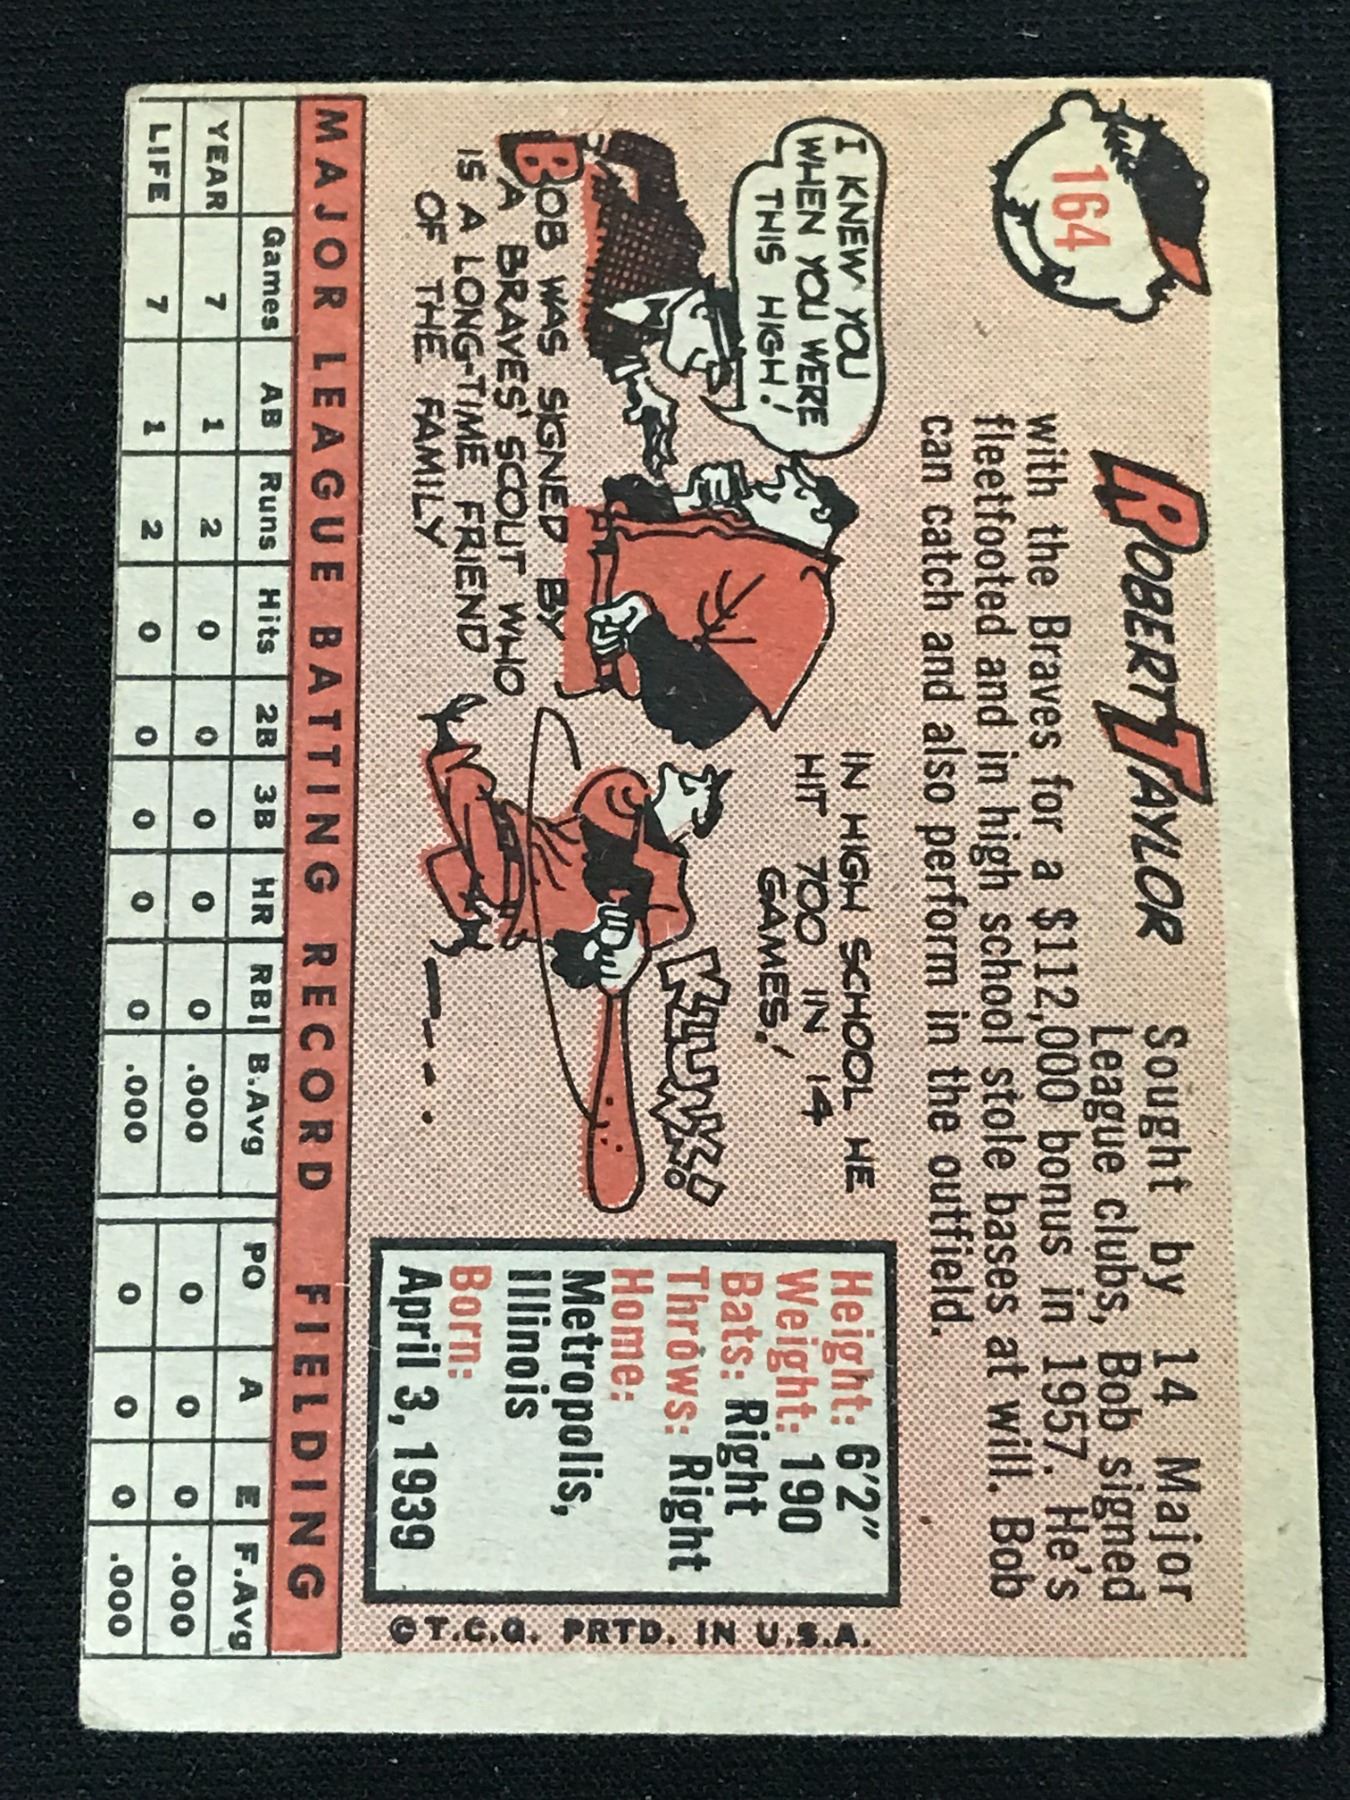 164
ROBERT TAYLOR
Sought by 14 Major
League clubs, Bob signed
with the Braves for a $112,000 bonus in 1957. He's
fleetfooted and in high school stole bases at will. Bob
can catch and also perform in the outfield.
I KNEW YOU
WHEN YOU WERE
THIS HIGH!
BOB WAS SIGNED BY
A BRAVES' SCOUT WHO
IS A LONG-TIME FRIEND
OF THE FAMILY
IN HIGH SCHOOL HE
HIT 700 IN 14
GAMES!
Height: 6'2"
Weight: 190
Bats: Right
Throws: Right
Home:
Metropolis,
Illinois
Born:
April 3, 1939
© T.C.G. PRTD. IN U.S.A.
MAJOR LEAGUE BATTING RECORD FIELDING
Games AB Runs Hits 2B 3B HR RBI B.Avg PO A E F.Avg
YEAR 7 1 2 0 0 0 0 0 .000 0 0 0 .000
LIFE 7 1 2 0 0 0 0 0 .000 0 0 0 .000